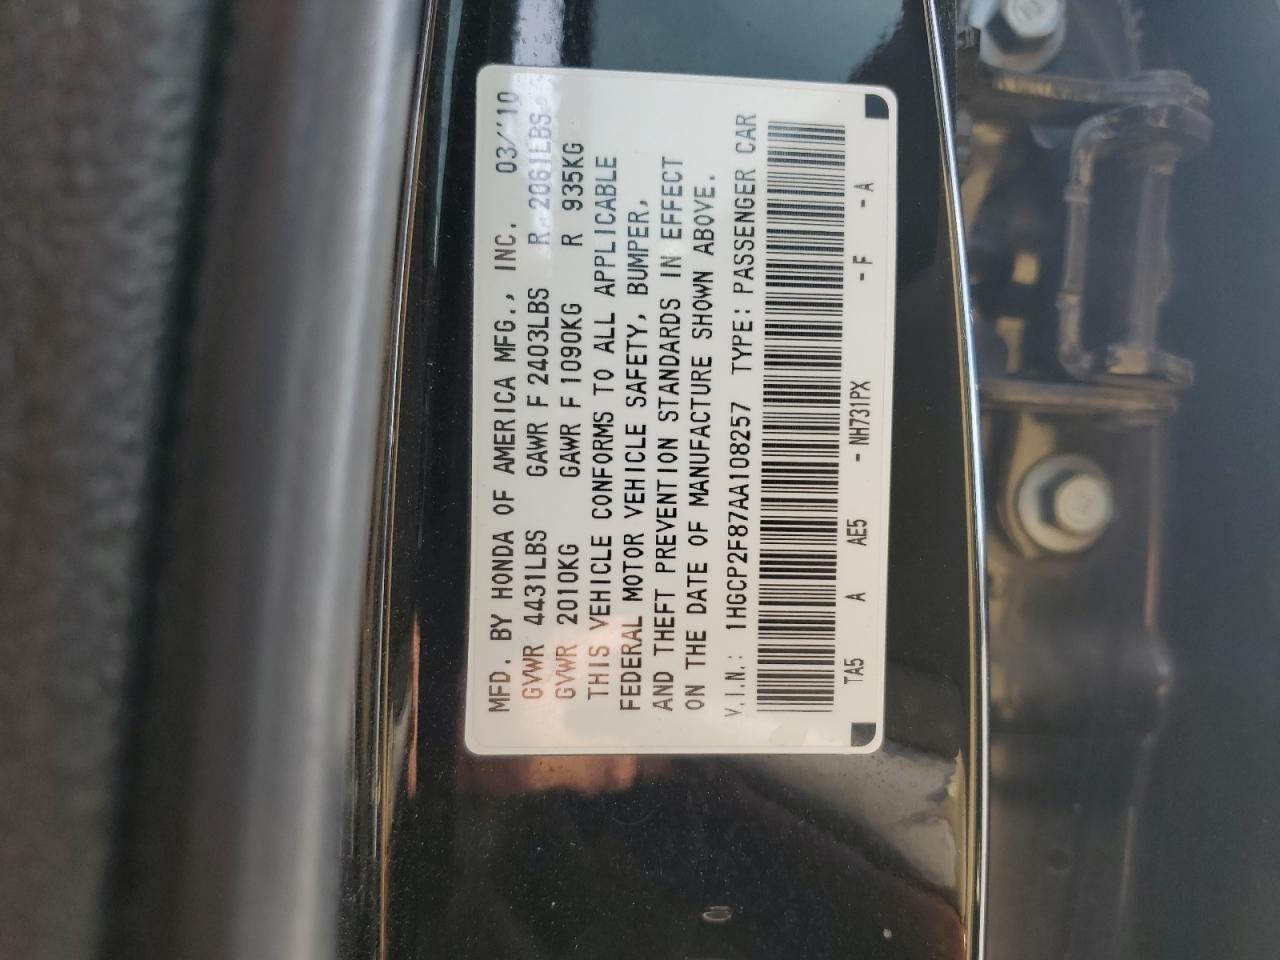 MFD. BY HONDA OF AMERICA MFG., INC. 03/'10
GVWR 4431LBS GAWR F 2403LBS R 2061LBS
GVWR 2010KG GAWR F 1090KG R 935KG
THIS VEHICLE CONFORMS TO ALL APPLICABLE
FEDERAL MOTOR VEHICLE SAFETY, BUMPER,
AND THEFT PREVENTION STANDARDS IN EFFECT
ON THE DATE OF MANUFACTURE SHOWN ABOVE.
V.I.N.: 1HGCP2F87AA108257 TYPE: PASSENGER CAR
TA5 A AE5 - NH731PX - F - A